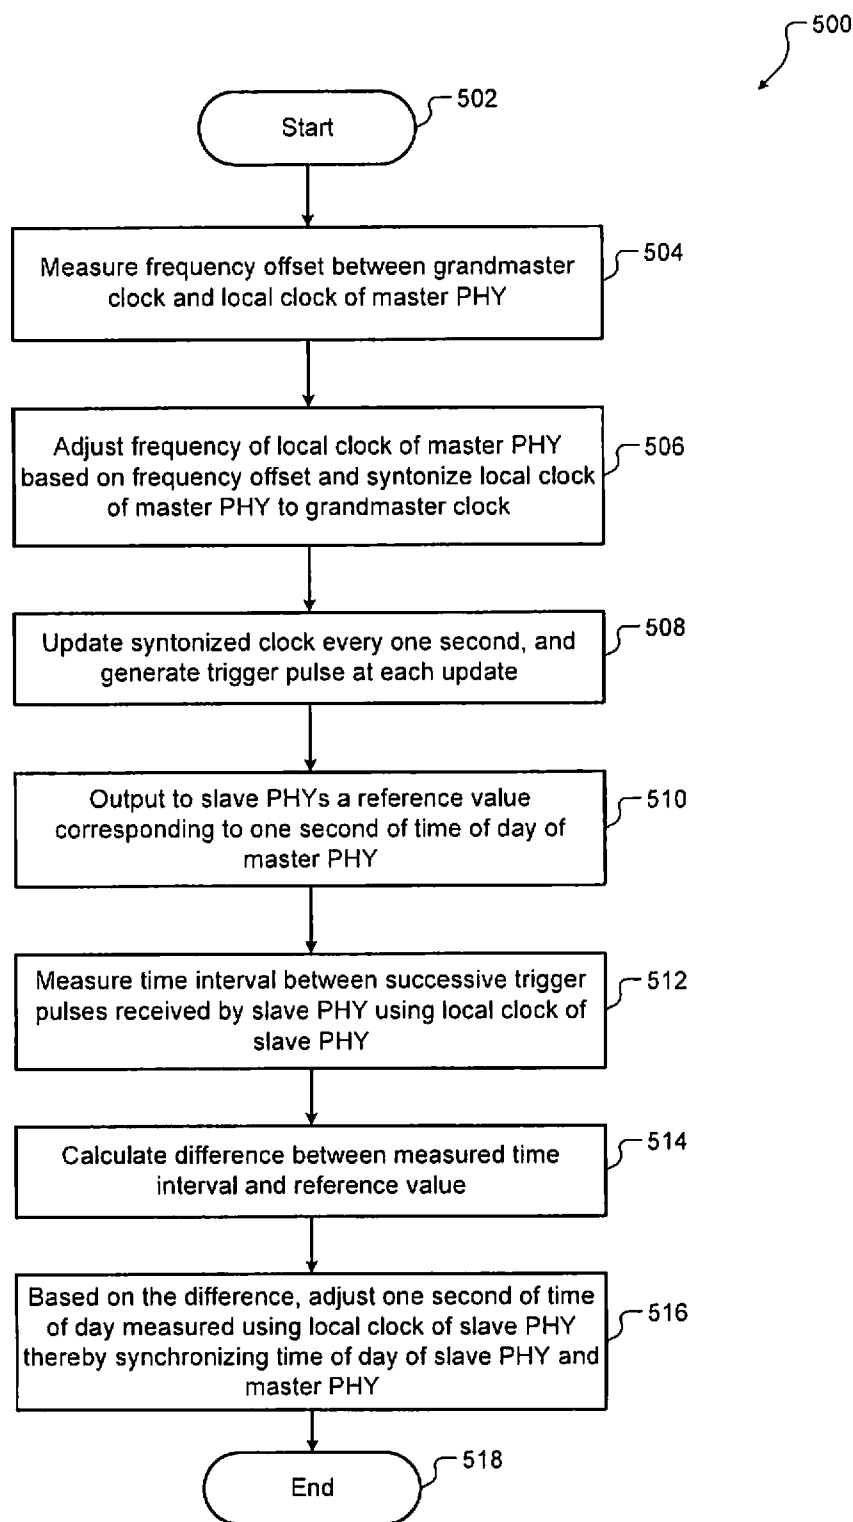 500
Start
502
Measure frequency offset between grandmaster
clock and local clock of master PHY
504
Adjust frequency of local clock of master PHY
based on frequency offset and syntonize local clock
of master PHY to grandmaster clock
506
Update syntonized clock every one second, and
generate trigger pulse at each update
508
Output to slave PHYs a reference value
corresponding to one second of time of day of
master PHY
510
Measure time interval between successive trigger
pulses received by slave PHY using local clock of
slave PHY
512
Calculate difference between measured time
interval and reference value
514
Based on the difference, adjust one second of time
of day measured using local clock of slave PHY
thereby synchronizing time of day of slave PHY and
master PHY
516
End
518